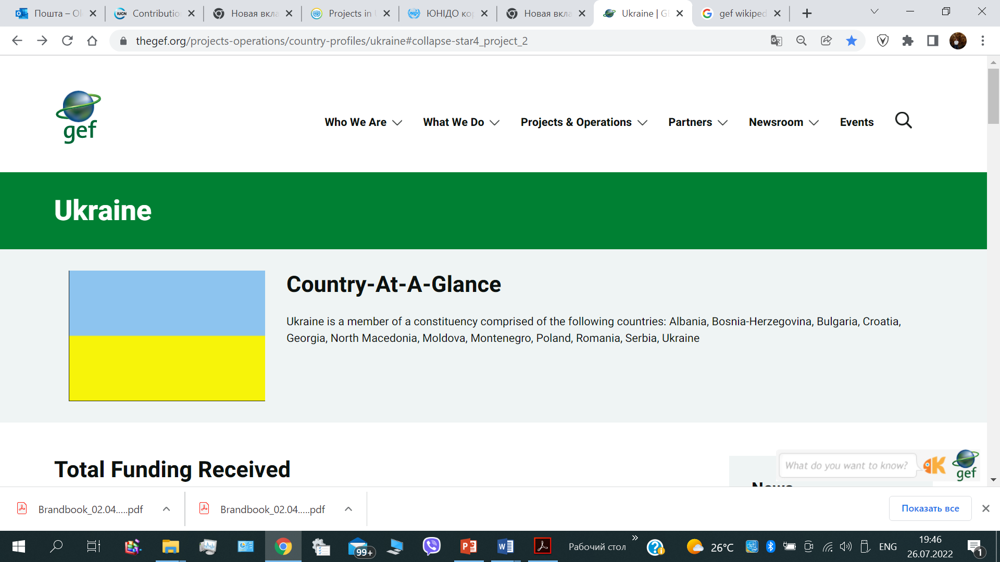 Пошта – Ol
Contributio
Новая вкла
Projects in U
ЮНІДО кор
Новая вкла
Ukraine | GE
gef wikiped
thegef.org/projects-operations/country-profiles/ukraine#collapse-star4_project_2
gef
Who We Are
What We Do
Projects & Operations
Partners
Newsroom
Events
Ukraine
Country-At-A-Glance
Ukraine is a member of a constituency comprised of the following countries: Albania, Bosnia-Herzegovina, Bulgaria, Croatia,
Georgia, North Macedonia, Moldova, Montenegro, Poland, Romania, Serbia, Ukraine
Total Funding Received
What do you want to know?
K
gef
News
Brandbook_02.04.....pdf
Brandbook_02.04.....pdf
Показать все
99+
Рабочий стол
26°C
ENG
19:46
26.07.2022
1